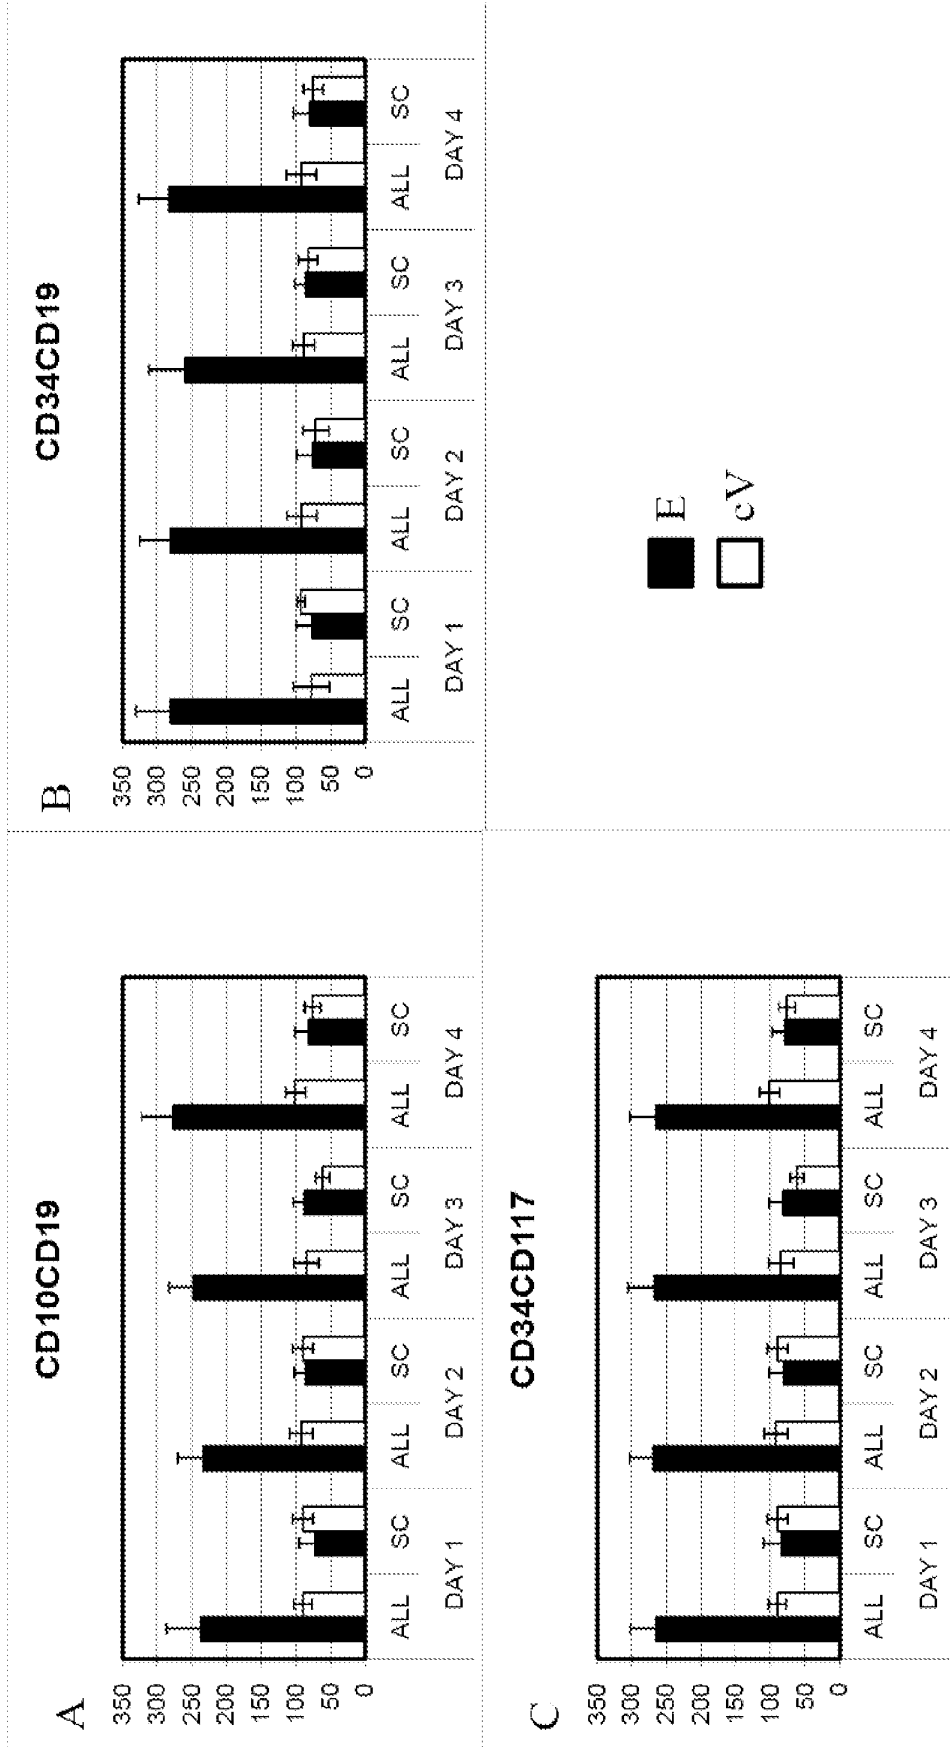 A
CD10CD19
350
300
250
200
150
100
50
0
ALL SC ALL SC ALL SC ALL SC
DAY 1 DAY 2 DAY 3 DAY 4
B
CD34CD19
350
300
250
200
150
100
50
0
ALL SC ALL SC ALL SC ALL SC
DAY 1 DAY 2 DAY 3 DAY 4
C
CD34CD117
350
300
250
200
150
100
50
0
ALL SC ALL SC ALL SC ALL SC
DAY 1 DAY 2 DAY 3 DAY 4
E
cV